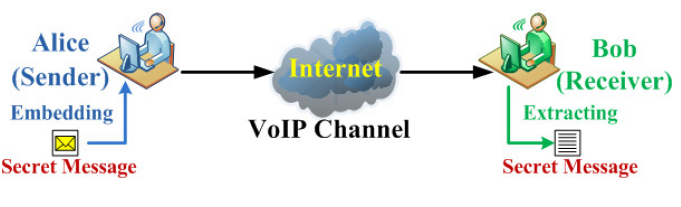 Alice
(Sender)
Embedding
Secret Message
Internet
VoIP Channel
Bob
(Receiver)
Extracting
Secret Message